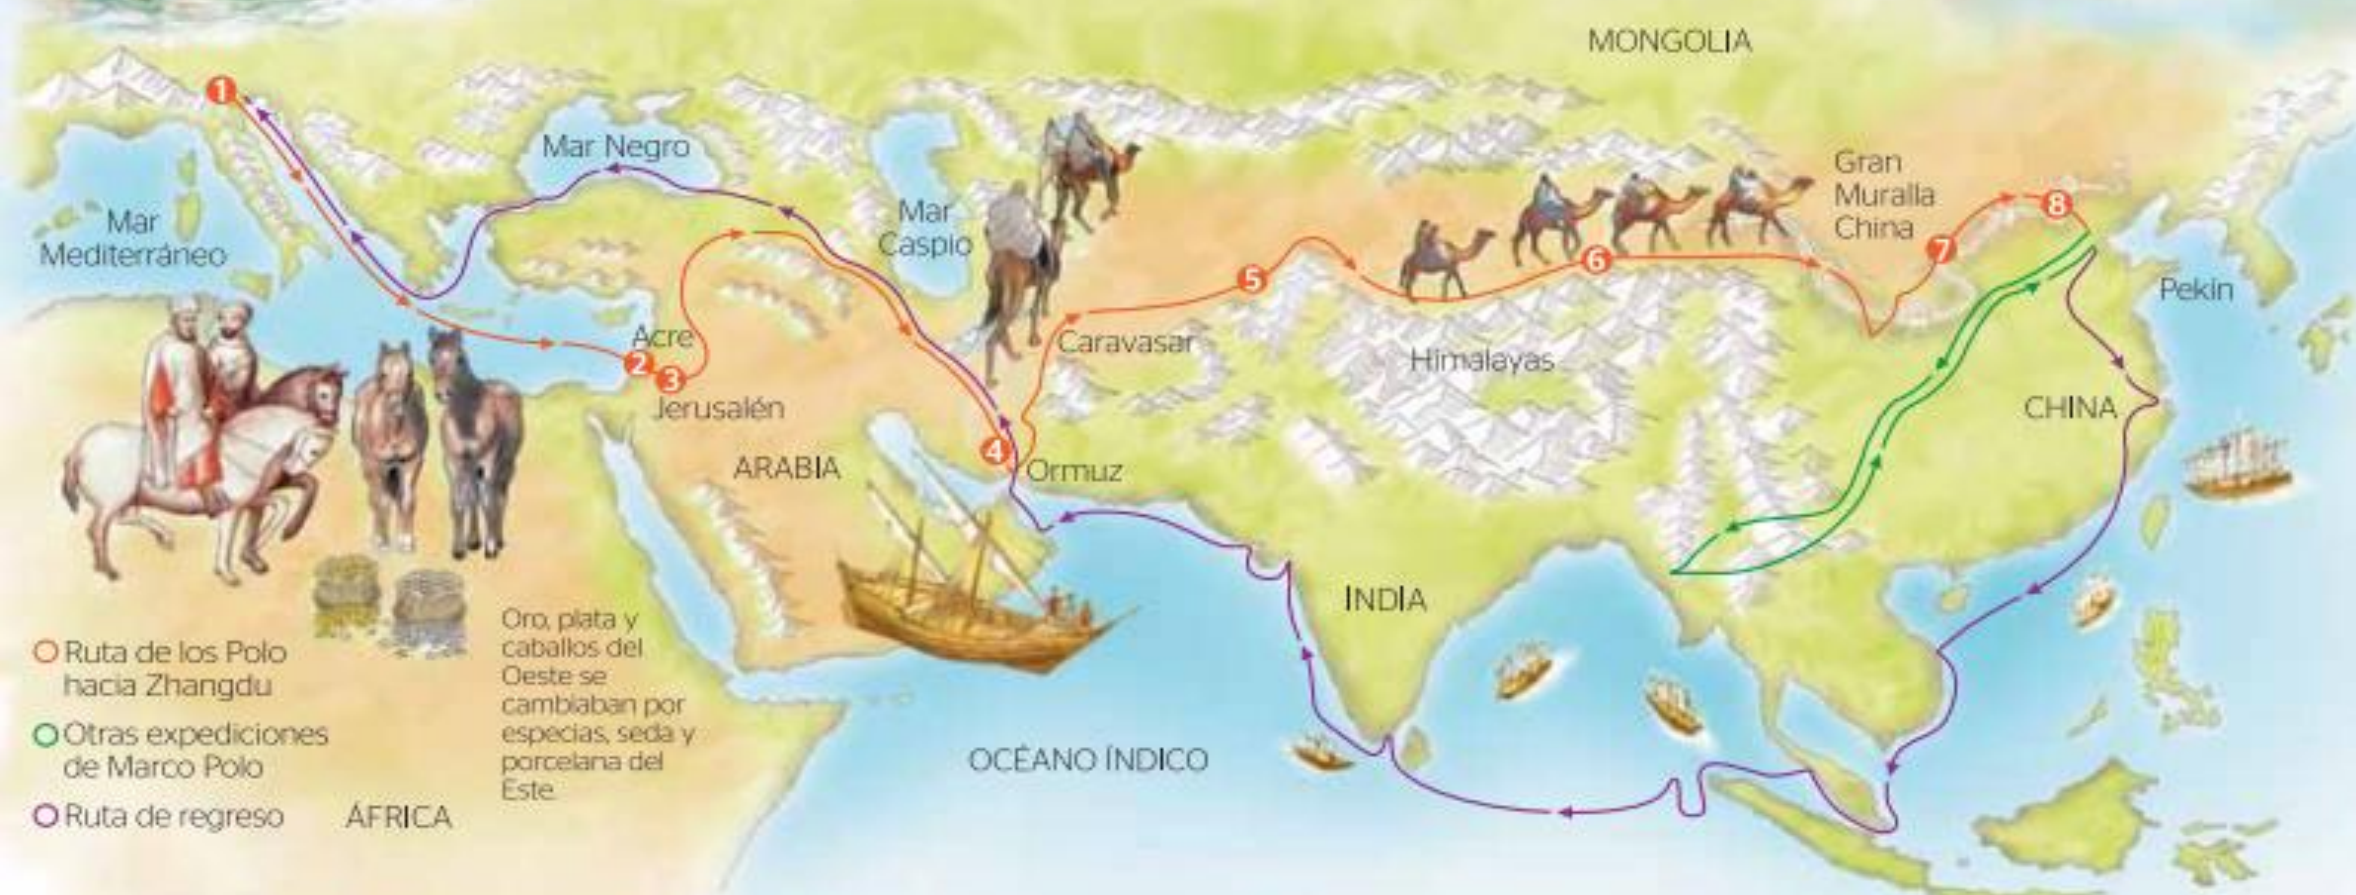 MONGOLIA
1
Mar Negro
Mar
Mediterráneo
Mar
Caspio
Gran
Muralla
China
8
7
6
5
Pekín
Acre
2
3
Jerusalén
Caravasar
Himalayas
CHINA
ARABIA
4
Ormuz
ÍNDIA
Oro, plata y
caballos del
Oeste se
cambiaban por
especias, seda y
porcelana del
Este.
Ruta de los Polo
hacia Zhangdu
Otras expediciones
de Marco Polo
Ruta de regreso
ÁFRICA
OCÉANO ÍNDICO